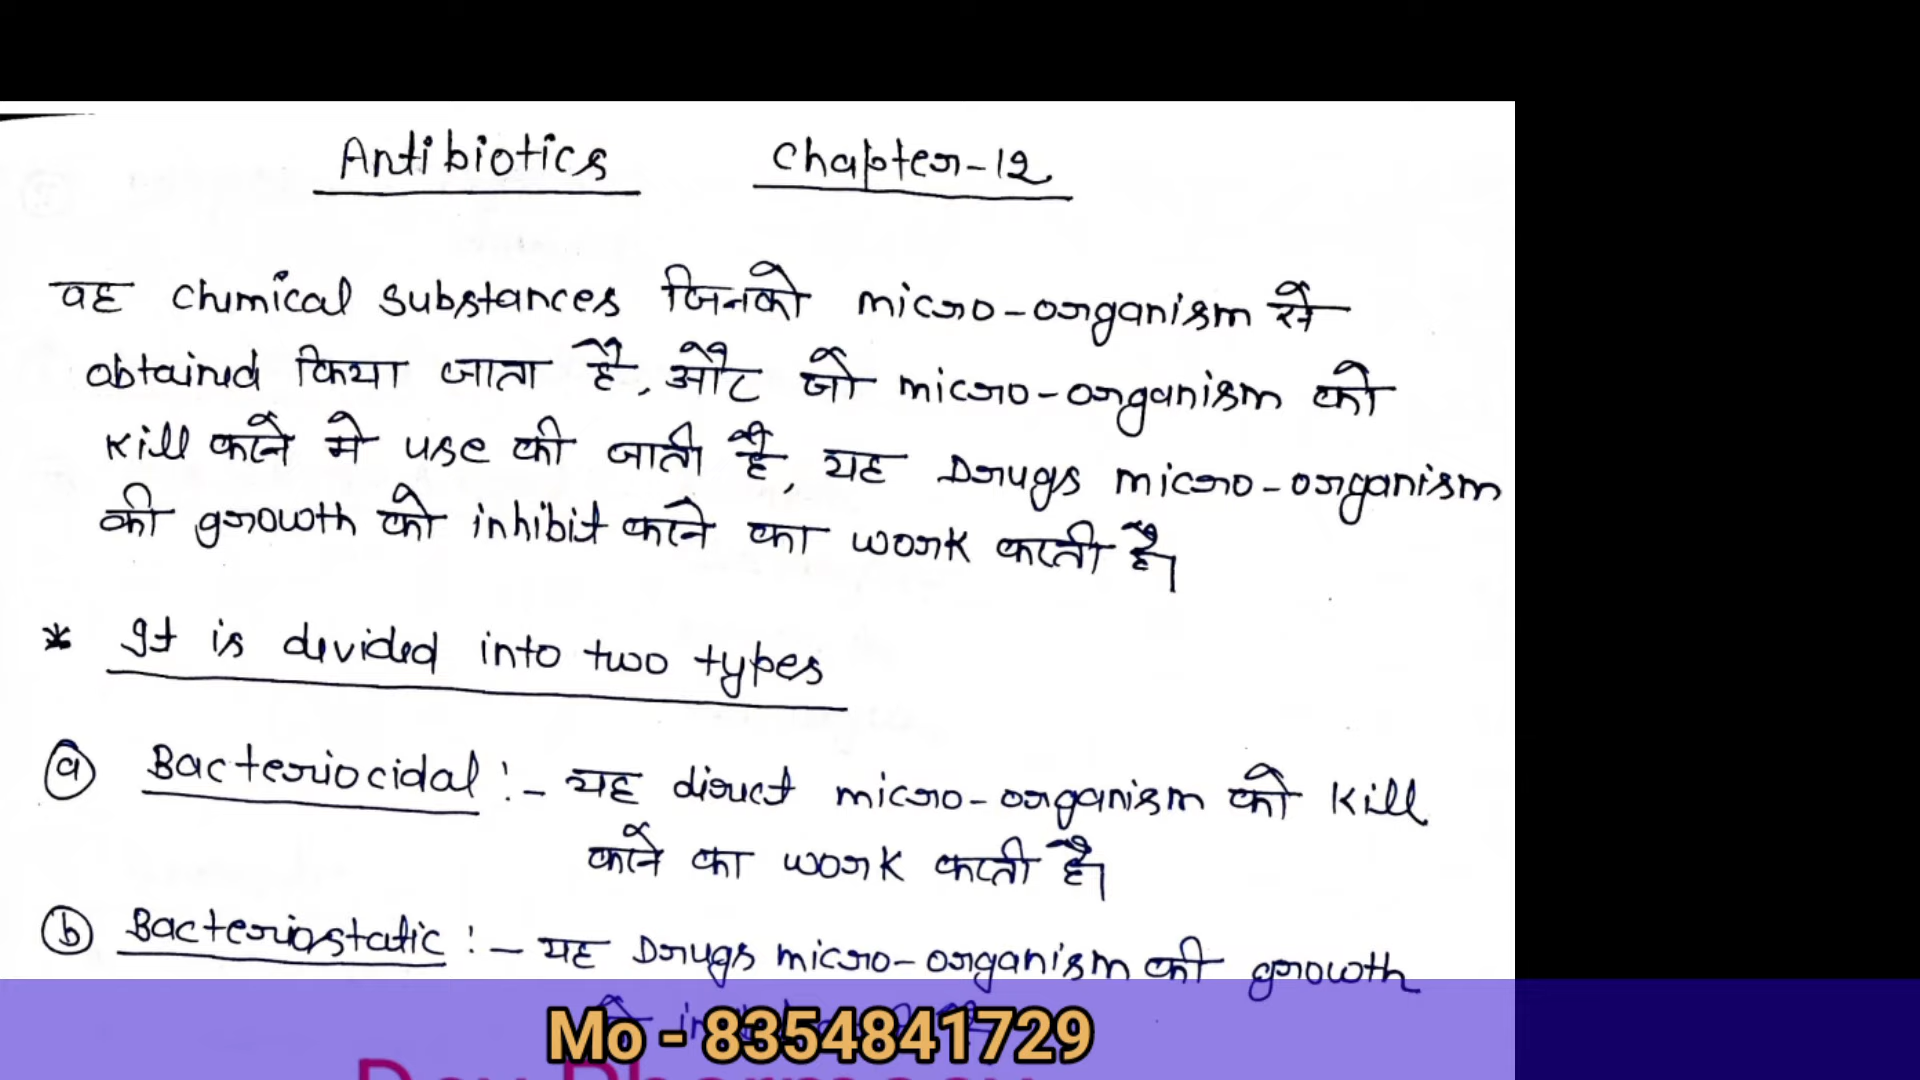 Antibiotics Chapter-12
वह chemical substances जिनको micro-organism से
obtained किया जाता है, और जो micro-organism को
kill करने मे use की जाती है, यह Drugs micro-organism
की growth को inhibit करने का work करती है।
* It is devided into two types
(a) Bacteriocidal :- यह direct micro-organism को kill
करने का work करती है।
(b) Bacteriostatic :- यह Drugs micro-organism की growth
Mo - 8354841729